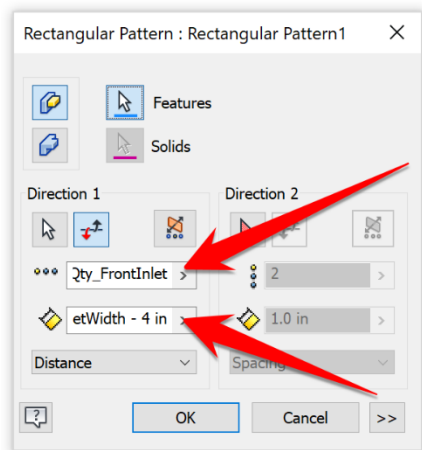 Rectangular Pattern : Rectangular Pattern1
Features
Solids
Direction 1
Direction 2
Qty_FrontInlet
2
etWidth - 4 in
1.0 in
Distance
Spacing
OK
Cancel
>>